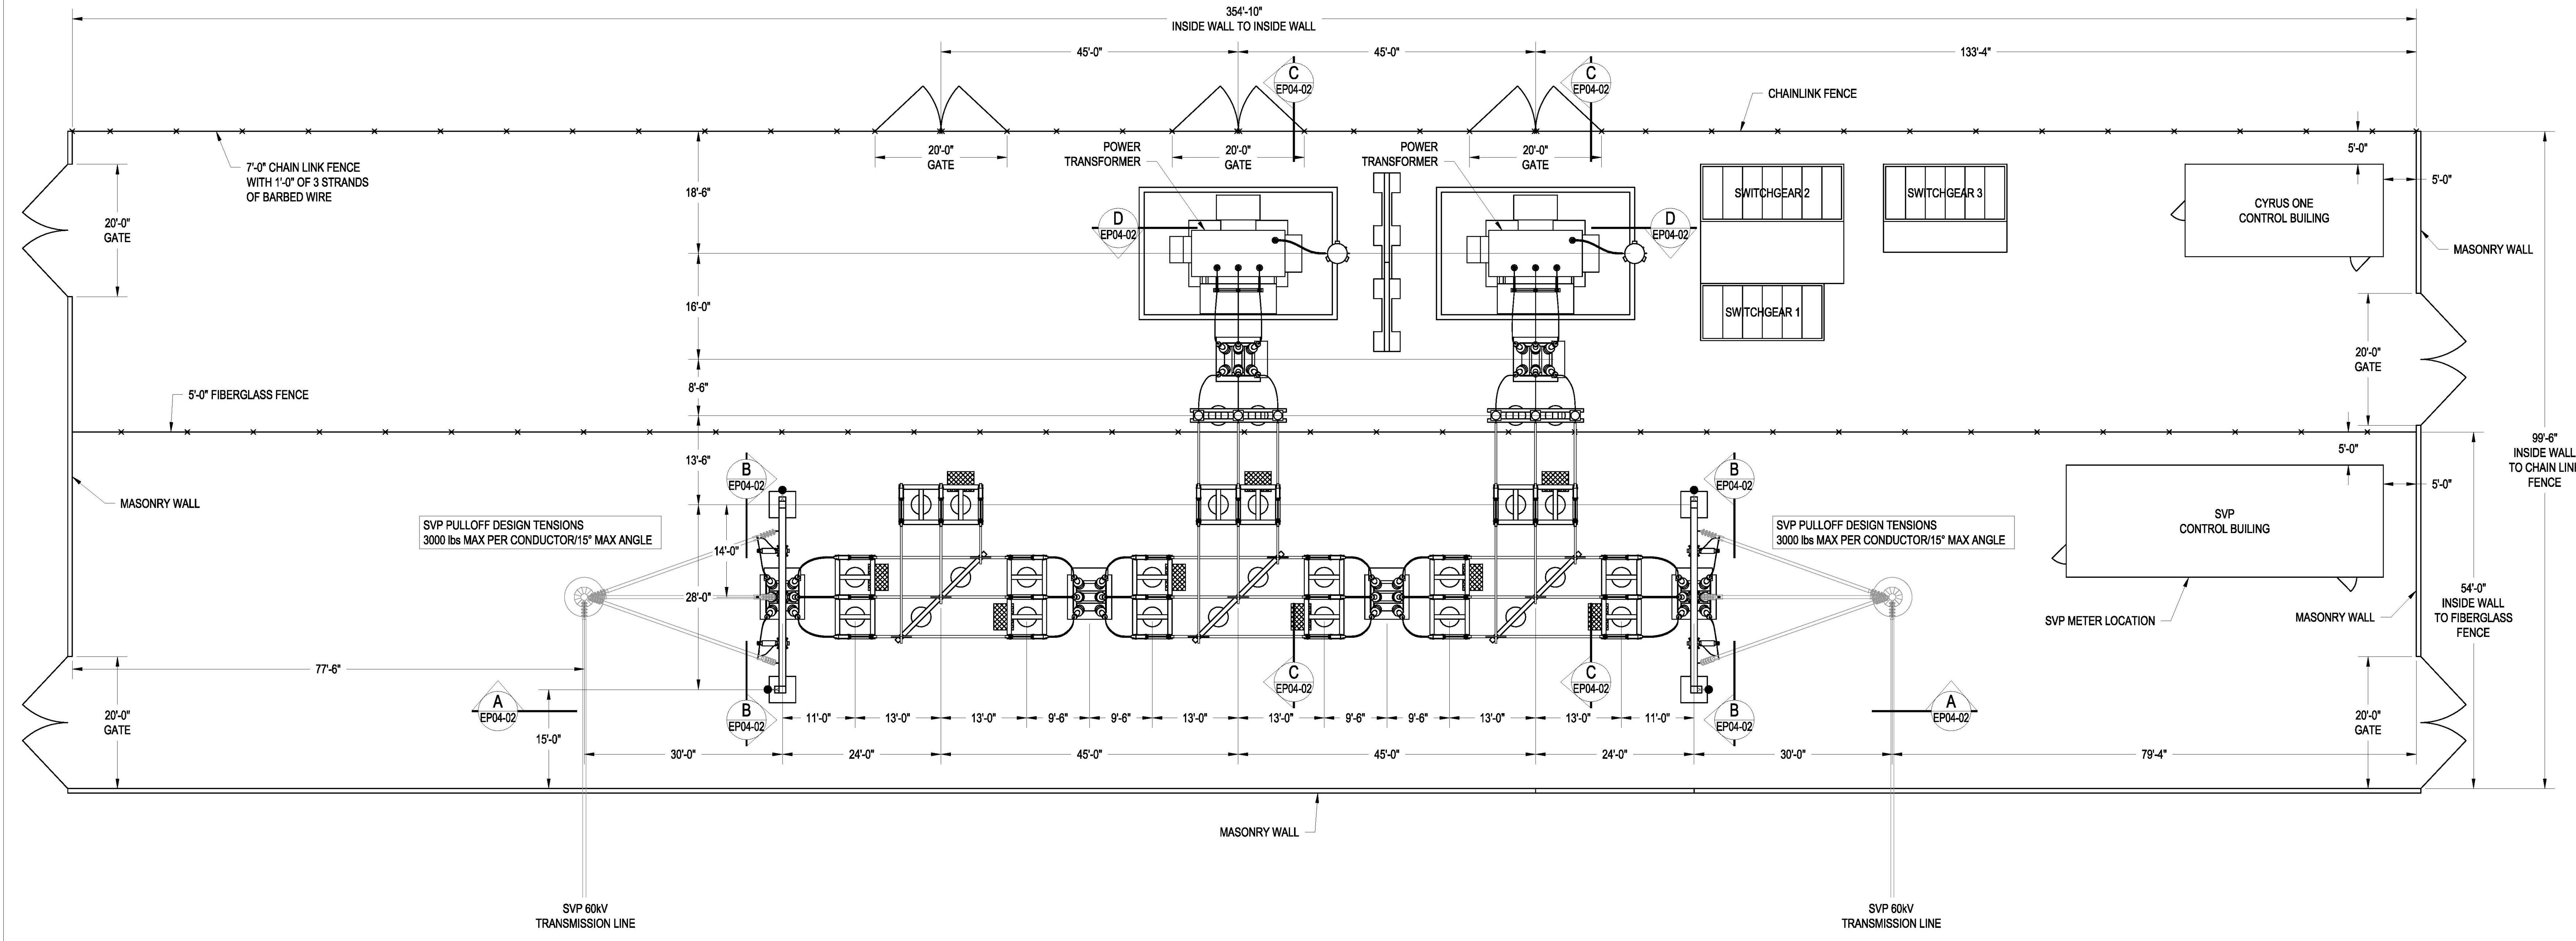 354'-10"
INSIDE WALL TO INSIDE WALL
45'-0"
45'-0"
133'-4"
C
EP04-02
C
EP04-02
CHAINLINK FENCE
7'-0" CHAIN LINK FENCE
WITH 1'-0" OF 3 STRANDS
OF BARBED WIRE
20'-0"
GATE
20'-0"
GATE
20'-0"
GATE
POWER
TRANSFORMER
POWER
TRANSFORMER
5'-0"
5'-0"
18'-6"
20'-0"
GATE
SWITCHGEAR 2
SWITCHGEAR 3
CYRUS ONE
CONTROL BUILING
D
EP04-02
D
EP04-02
MASONRY WALL
16'-0"
SWITCHGEAR 1
20'-0"
GATE
8'-6"
5'-0" FIBERGLASS FENCE
99'-6"
INSIDE WALL
TO CHAIN LINK
FENCE
13'-6"
5'-0"
5'-0"
B
EP04-02
B
EP04-02
MASONRY WALL
SVP PULLOFF DESIGN TENSIONS
3000 lbs MAX PER CONDUCTOR/15° MAX ANGLE
SVP PULLOFF DESIGN TENSIONS
3000 lbs MAX PER CONDUCTOR/15° MAX ANGLE
SVP
CONTROL BUILING
14'-0"
28'-0"
54'-0"
INSIDE WALL
TO FIBERGLASS
FENCE
SVP METER LOCATION
MASONRY WALL
77'-6"
C
EP04-02
C
EP04-02
A
EP04-02
A
EP04-02
B
EP04-02
B
EP04-02
20'-0"
GATE
20'-0"
GATE
15'-0"
11'-0"
13'-0"
13'-0"
9'-6"
9'-6"
13'-0"
13'-0"
9'-6"
9'-6"
13'-0"
13'-0"
11'-0"
30'-0"
24'-0"
45'-0"
45'-0"
24'-0"
30'-0"
79'-4"
MASONRY WALL
SVP 60kV
TRANSMISSION LINE
SVP 60kV
TRANSMISSION LINE